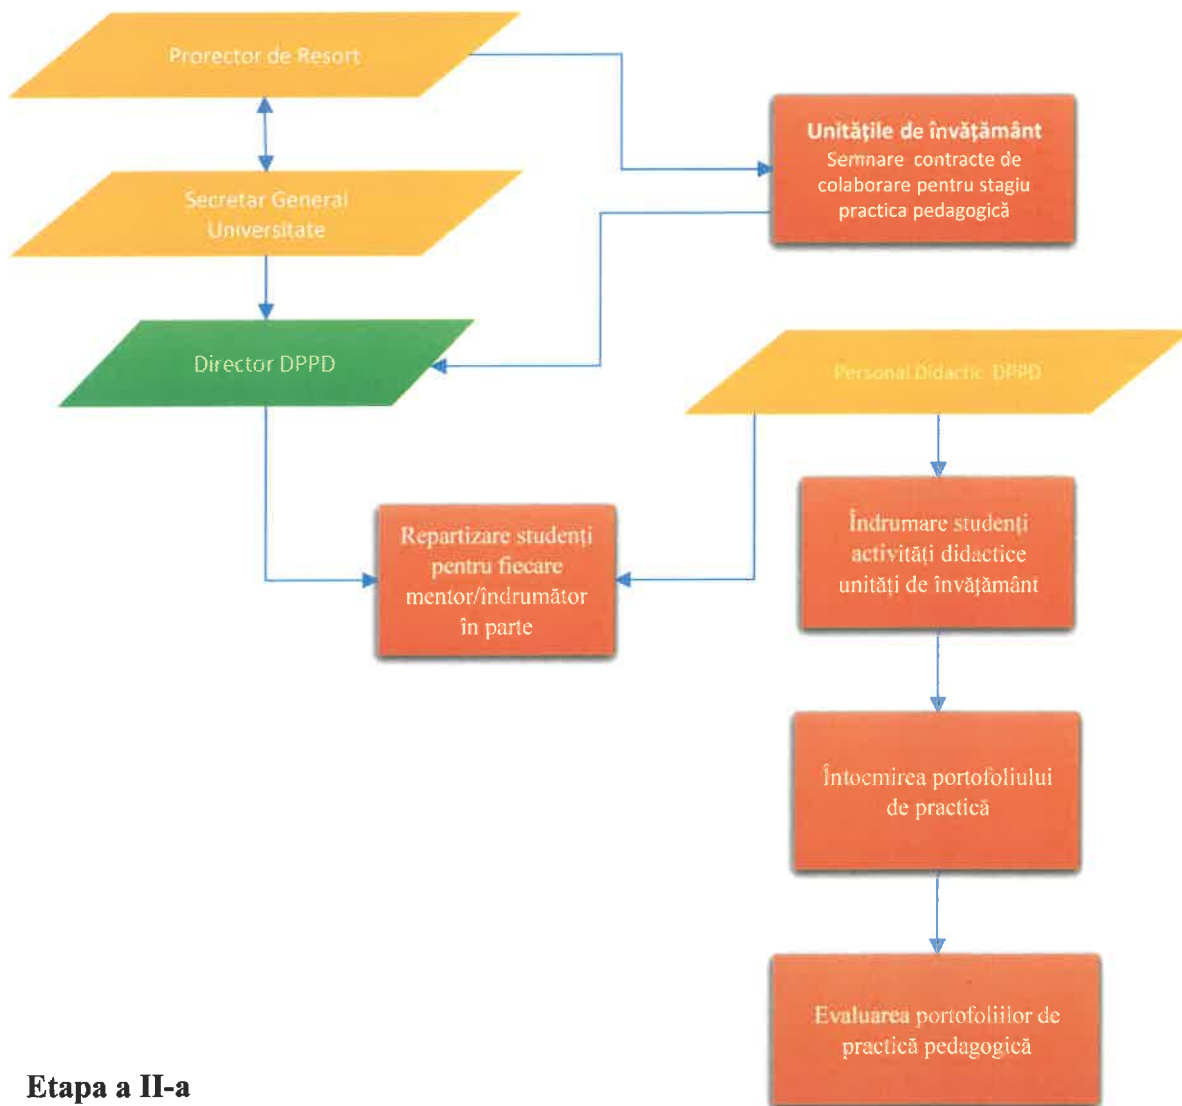 Prorector de Resort
Unitățile de învățământ
Semnare contracte de
colaborare pentru stagiu
practica pedagogică
Secretar General
Universitate
Director DPPD
Personal Didactic DPPD
Repartizare studenți
pentru fiecare
mentor/îndrumător
în parte
Îndrumare studenți
activități didactice
unități de învățământ
Întocmirea portofoliului
de practică
Evaluarea portofoliilor de
practică pedagogică
Etapa a II-a